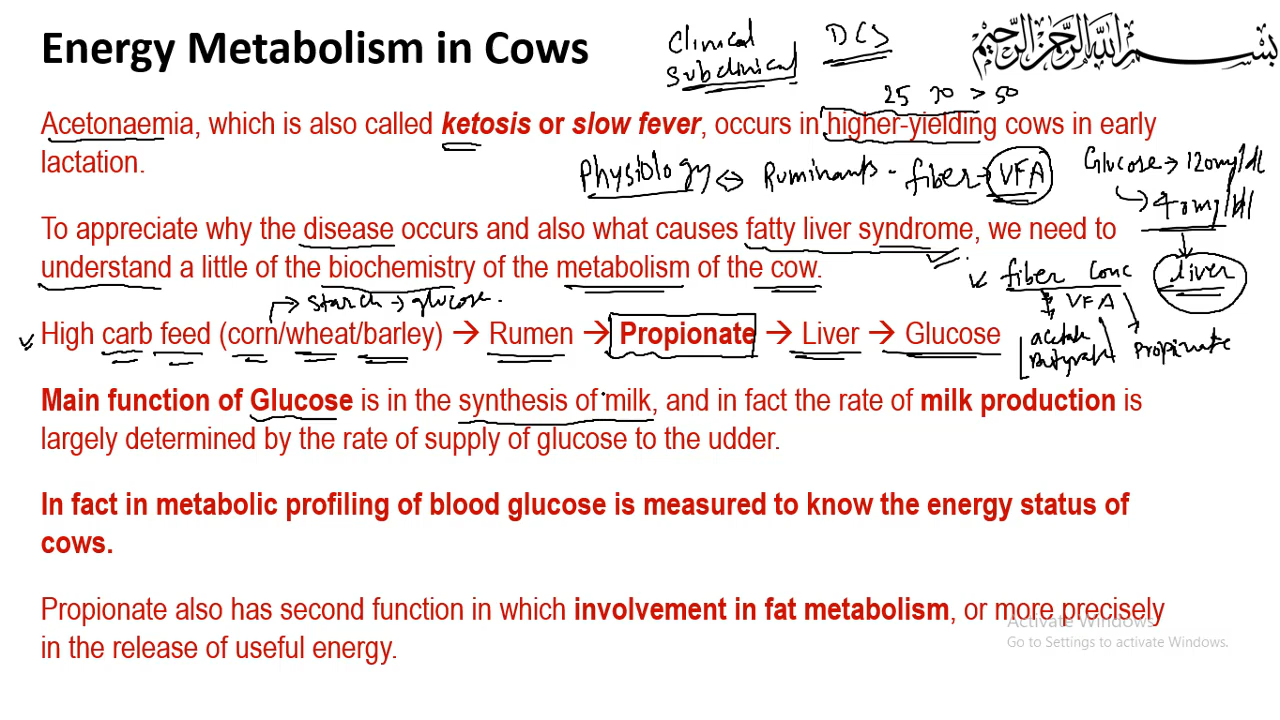 Energy Metabolism in Cows
Clinical
Subclinical
DCS
بسم الله الرحمن الرحيم
25 30 > 50
Acetonaemia, which is also called ketosis or slow fever, occurs in higher-yielding cows in early
lactation.
Physiology ⇔ Ruminants - fiber → VFA
Glucose → 120mg/dl
40mg/dl
liver
To appreciate why the disease occurs and also what causes fatty liver syndrome, we need to
understand a little of the biochemistry of the metabolism of the cow.
fiber conc
VFA
acetate
Butyrate
Propionate
→ starch → glucose.
High carb feed (corn/wheat/barley) → Rumen → Propionate → Liver → Glucose
Main function of Glucose is in the synthesis of milk, and in fact the rate of milk production is
largely determined by the rate of supply of glucose to the udder.
In fact in metabolic profiling of blood glucose is measured to know the energy status of
cows.
Propionate also has second function in which involvement in fat metabolism, or more precisely
in the release of useful energy.
Activate Windows
Go to Settings to activate Windows.